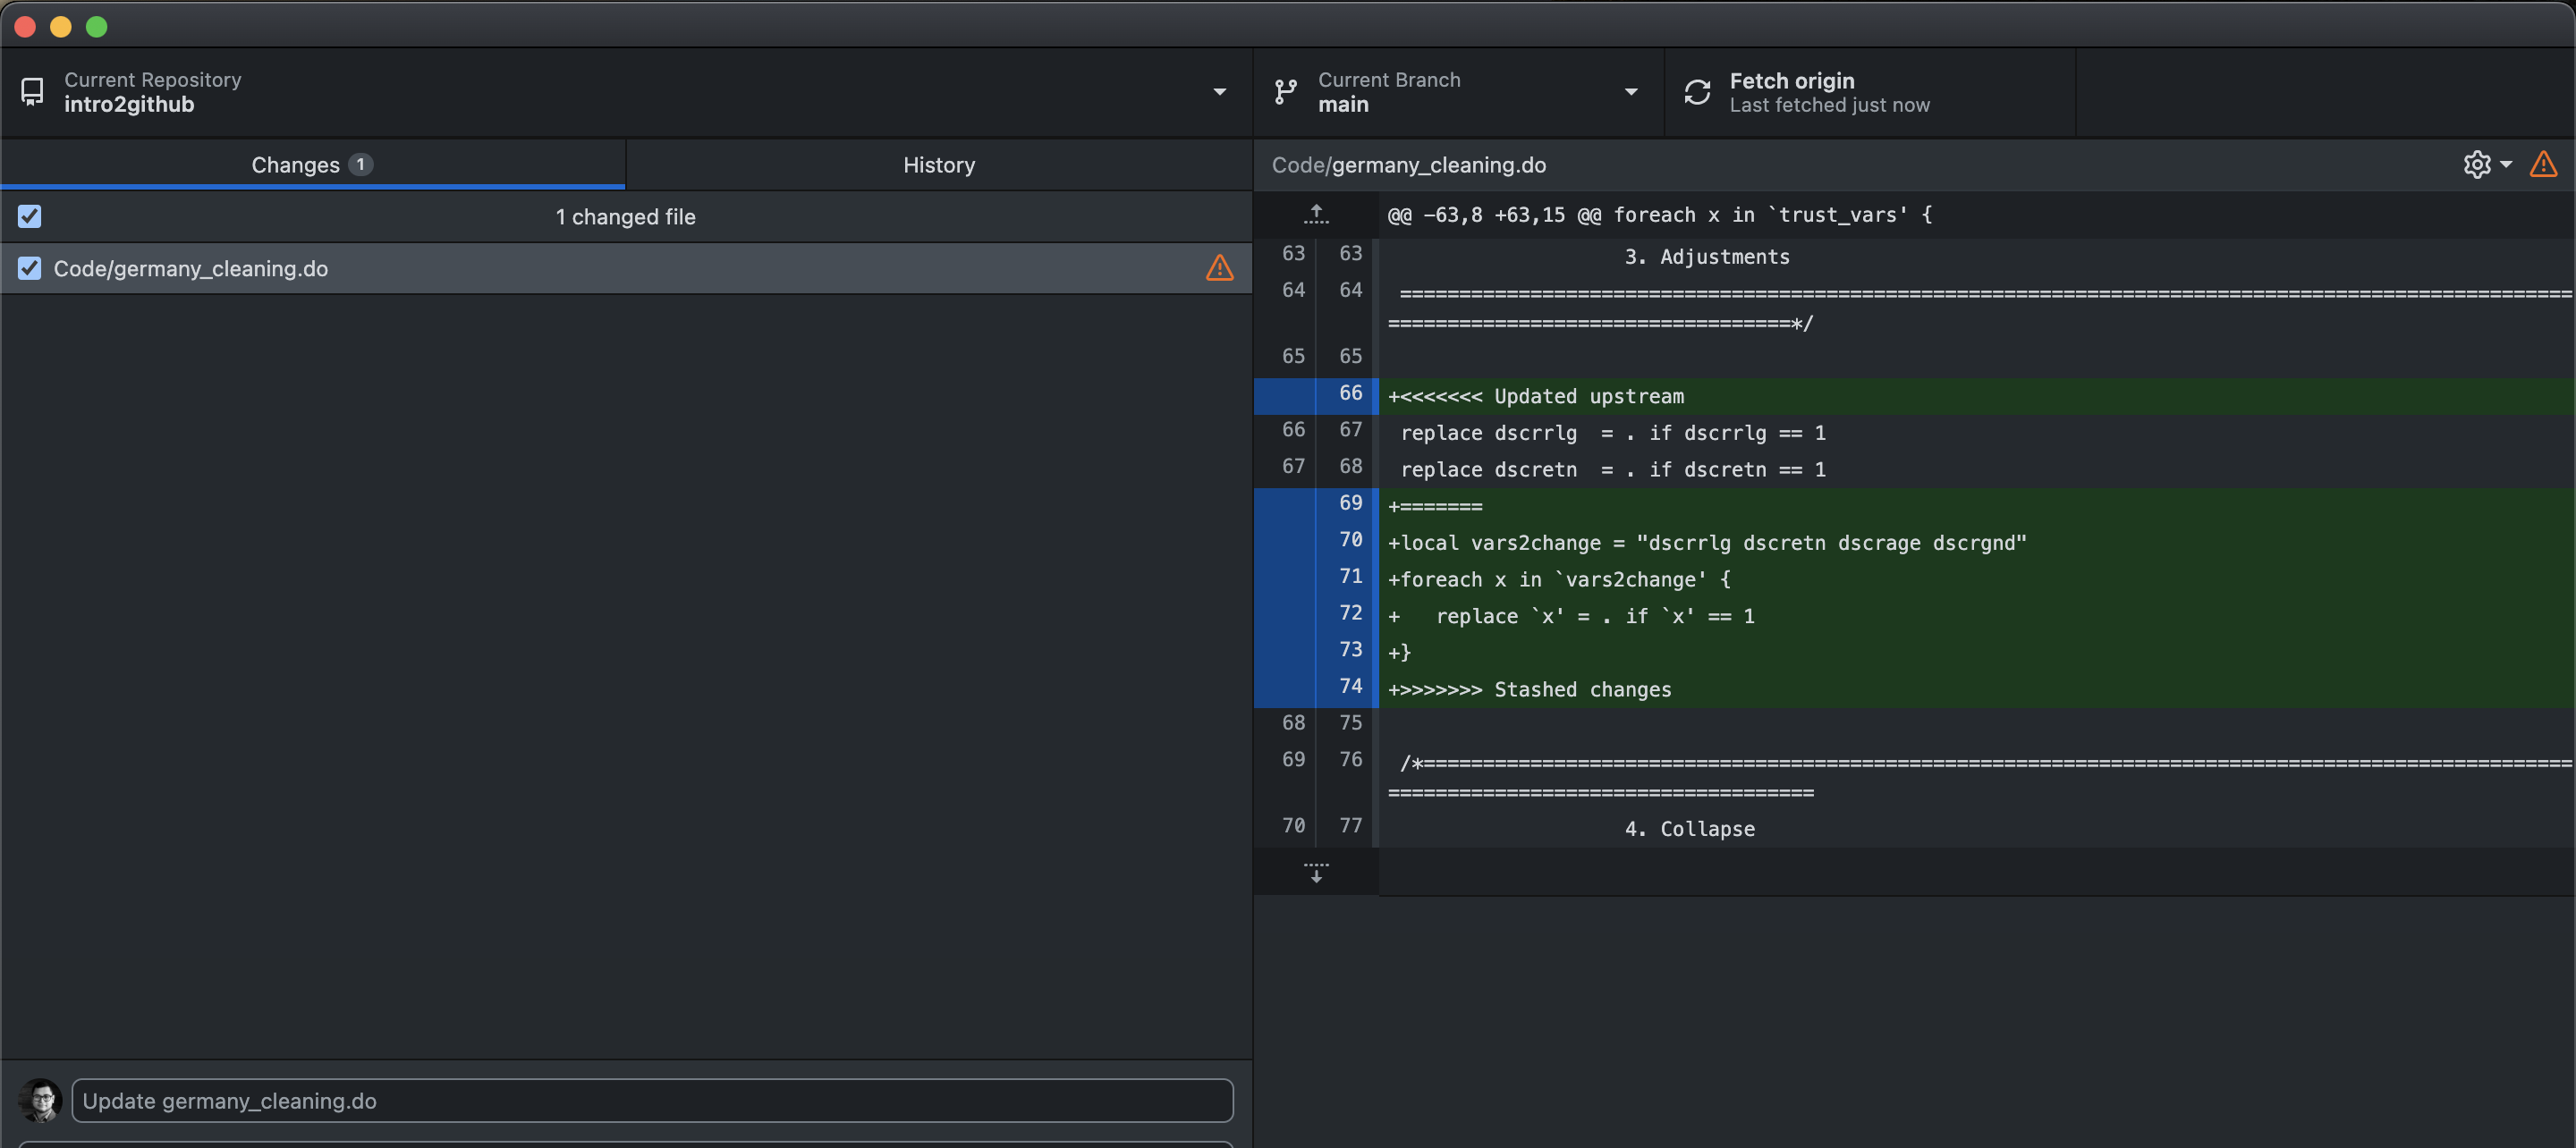 Current Repository
intro2github
Current Branch
main
Fetch origin
Last fetched just now
Changes 1
History
1 changed file
Code/germany_cleaning.do
Code/germany_cleaning.do
@@ -63,8 +63,15 @@ foreach x in `trust_vars' {
63 63 3. Adjustments
64 64 ====================================================================================================
==================================*/
65 65
66 +<<<<<<< Updated upstream
66 67 replace dscrrlg  = . if dscrrlg == 1
67 68 replace dscretn  = . if dscretn == 1
69 +=======
70 +local vars2change = "dscrrlg dscretn dscrage dscrgnd"
71 +foreach x in `vars2change' {
72 +   replace `x' = . if `x' == 1
73 +}
74 +>>>>>>> Stashed changes
68 75
69 76 /*==================================================================================================
====================================
70 77 4. Collapse
Update germany_cleaning.do